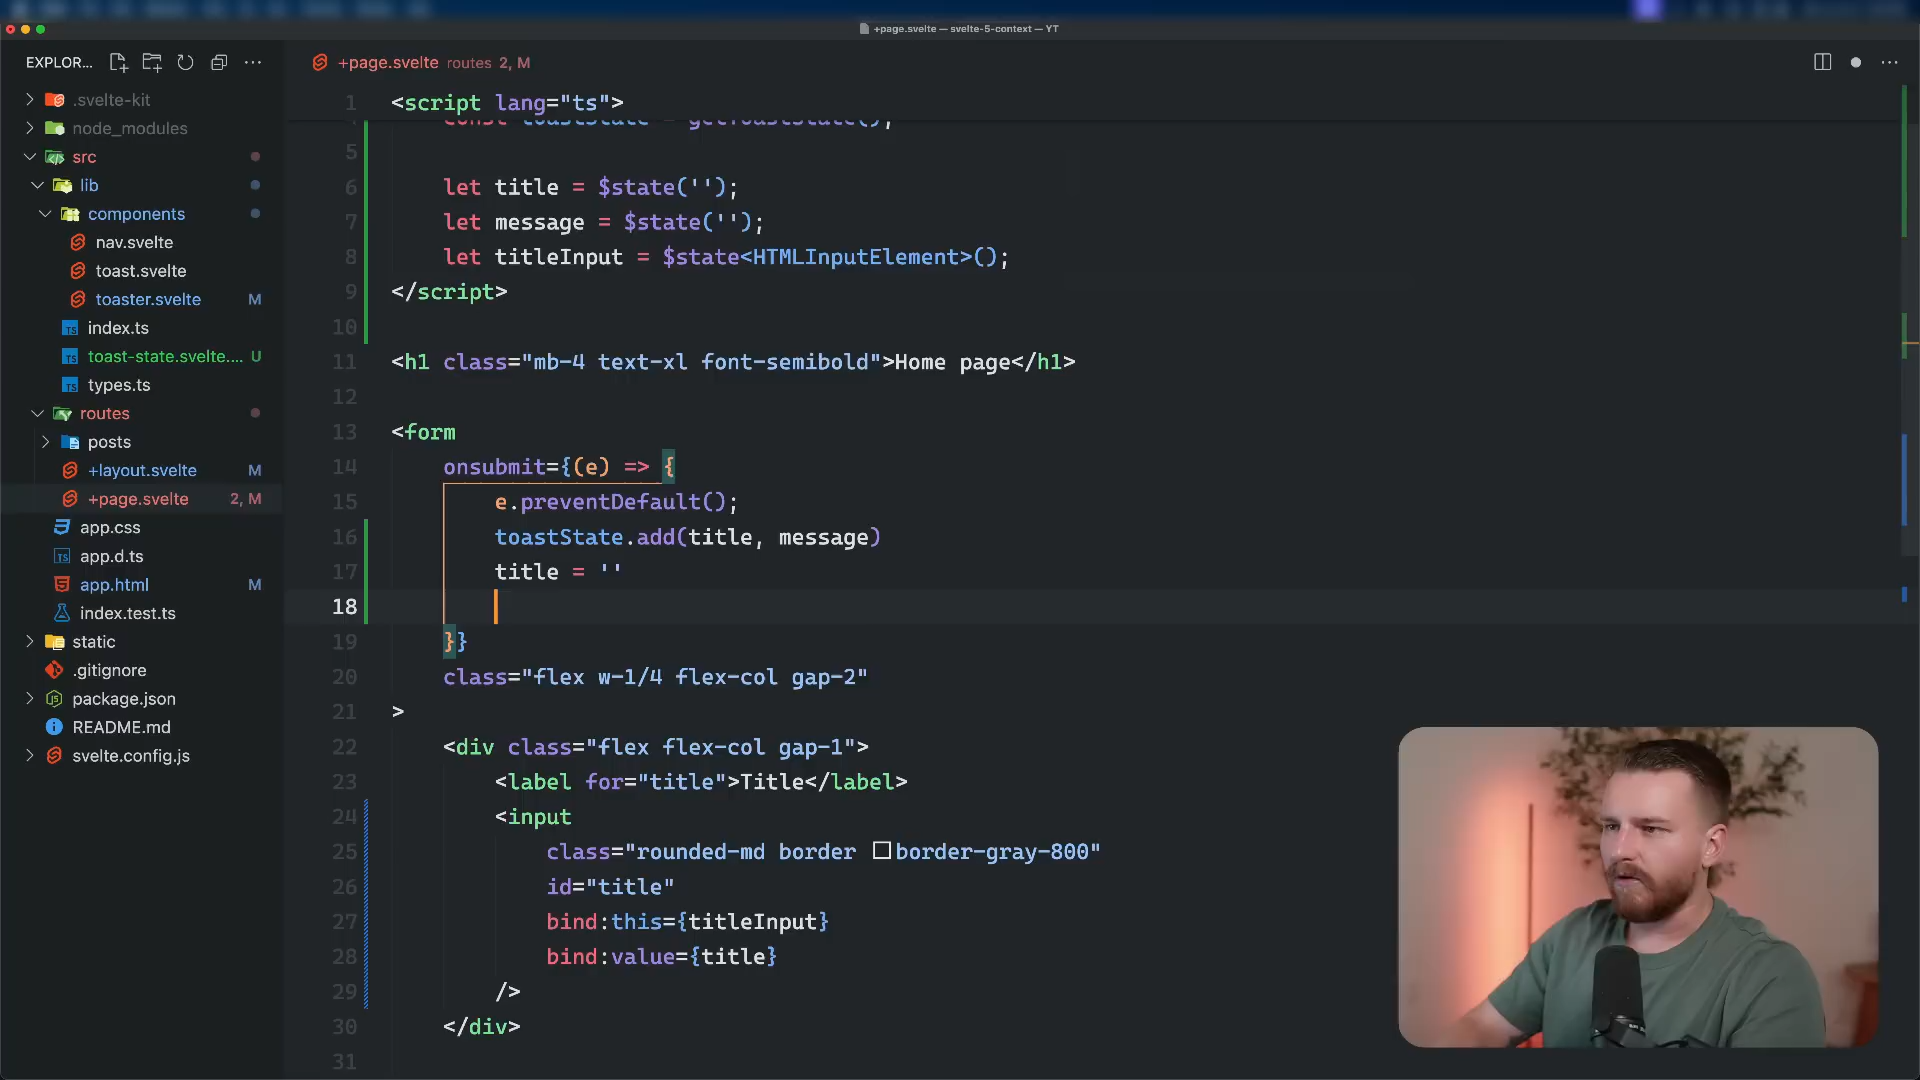 +page.svelte — svelte-5-context — YT
EXPLOR...
.svelte-kit
node_modules
src
lib
components
nav.svelte
toast.svelte
toaster.svelte M
index.ts
toast-state.svelte.... U
types.ts
routes
posts
+layout.svelte M
+page.svelte 2, M
app.css
app.d.ts
app.html M
index.test.ts
static
.gitignore
package.json
README.md
svelte.config.js
+page.svelte routes 2, M
1 <script lang="ts">
const toastState = getToastState();
5
6 let title = $state('');
7 let message = $state('');
8 let titleInput = $state<HTMLInputElement>();
9 </script>
10
11 <h1 class="mb-4 text-xl font-semibold">Home page</h1>
12
13 <form
14 onsubmit={(e) => {
15 e.preventDefault();
16 toastState.add(title, message)
17 title = ''
18
19 }}
20 class="flex w-1/4 flex-col gap-2"
21 >
22 <div class="flex flex-col gap-1">
23 <label for="title">Title</label>
24 <input
25 class="rounded-md border border-gray-800"
26 id="title"
27 bind:this={titleInput}
28 bind:value={title}
29 />
30 </div>
31